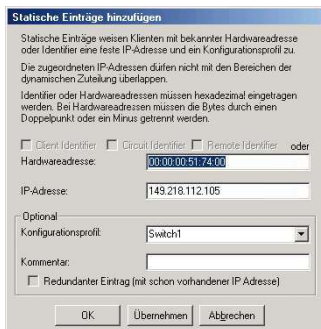 Statische Einträge hinzufügen
Statische Einträge weisen Klienten mit bekannter Hardwareadresse
oder Identifier eine feste IP-Adresse und ein Konfigurationsprofil zu.
Die zugeordneten IP-Adressen dürfen nicht mit den Bereichen der
dynamischen Zuteilung überlappen.
Identifier oder Hardwareadressen müssen hexadezimal eingetragen
werden. Bei Hardwareadressen müssen die Bytes durch einen
Doppelpunkt oder ein Minus getrennt werden.
Client Identifier Circuit Identifier Remote Identifier oder
Hardwareadresse: 00:00:00:51:74:00
IP-Adresse: 149.218.112.105
Optional
Konfigurationsprofil: Switch1
Kommentar:
Redundanter Eintrag (mit schon vorhandener IP Adresse)
OK Übernehmen Abbrechen